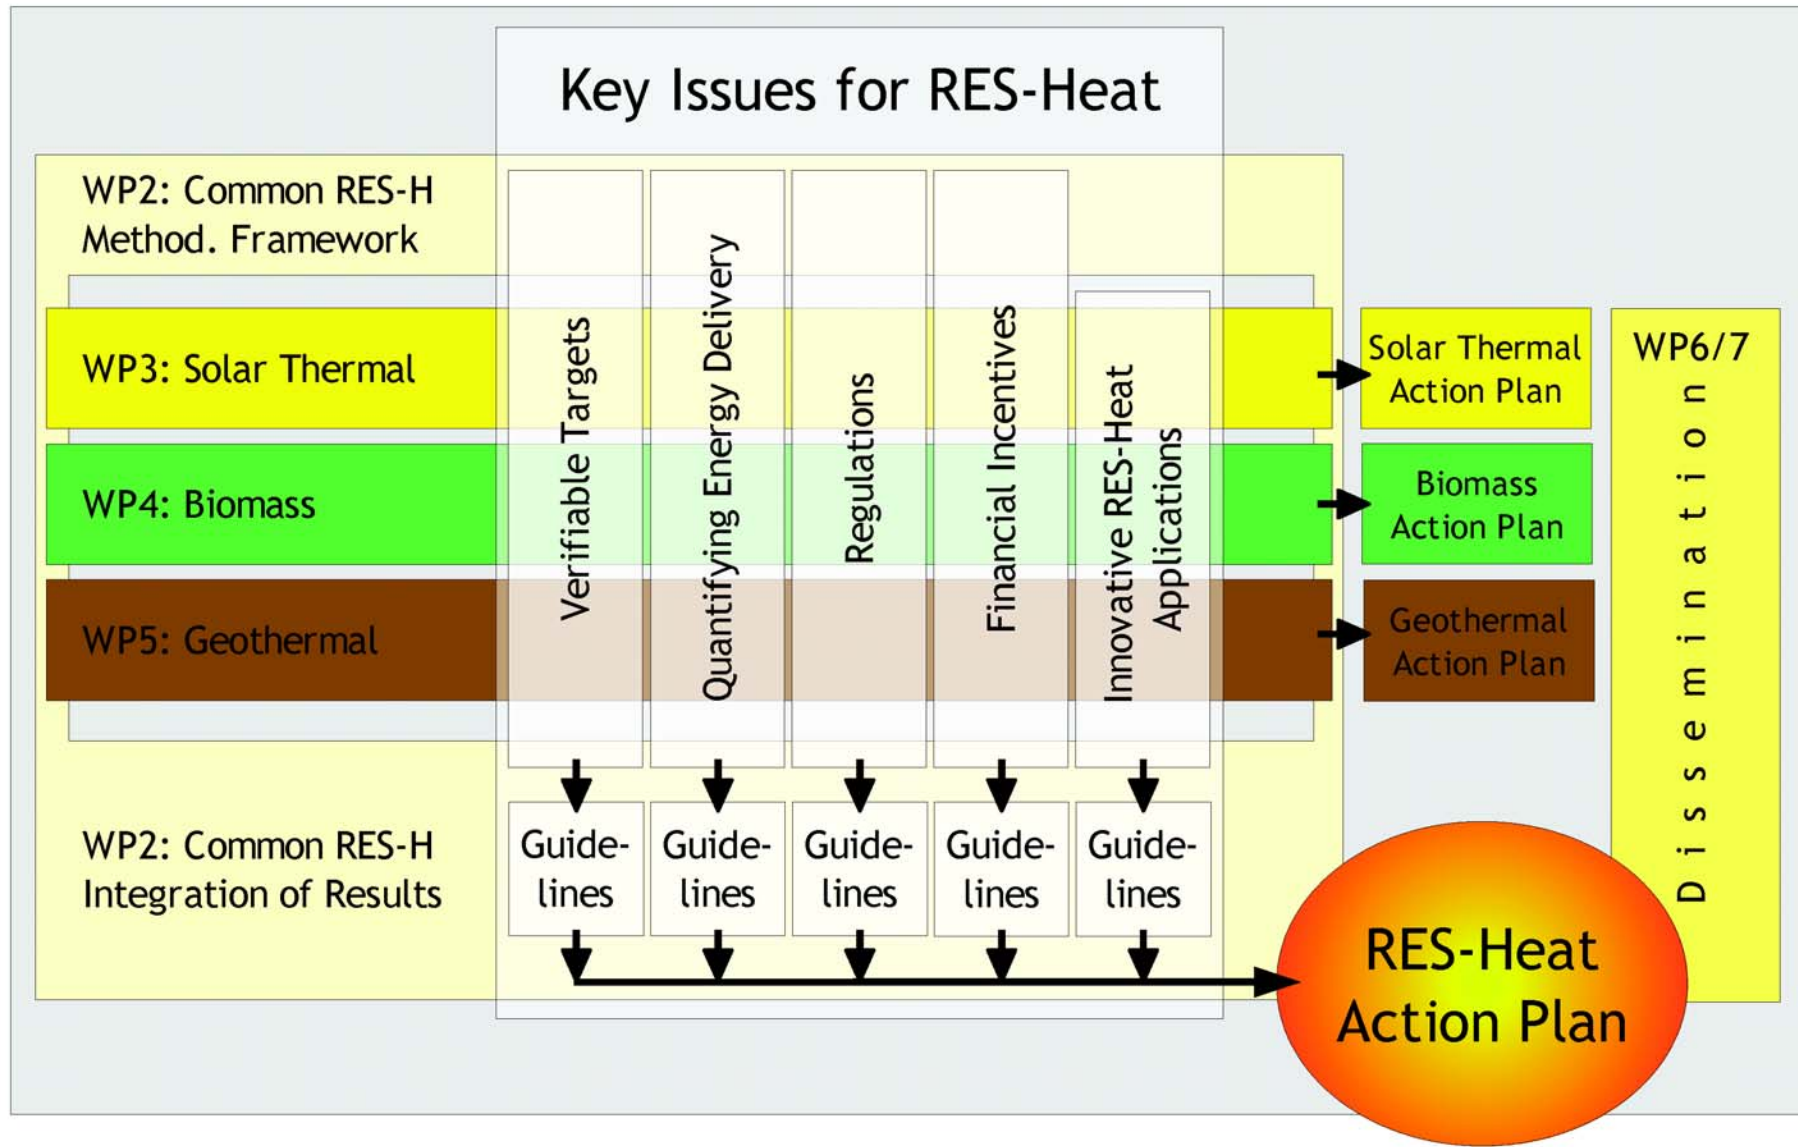 Key Issues for RES-Heat
WP2: Common RES-H
Method. Framework
WP3: Solar Thermal
WP4: Biomass
WP5: Geothermal
Verifiable Targets
Quantifying Energy Delivery
Regulations
Financial Incentives
Innovative RES-Heat
Applications
Solar Thermal
Action Plan
Biomass
Action Plan
Geothermal
Action Plan
WP6/7
Dissemination
WP2: Common RES-H
Integration of Results
Guide-
lines
Guide-
lines
Guide-
lines
Guide-
lines
Guide-
lines
RES-Heat
Action Plan